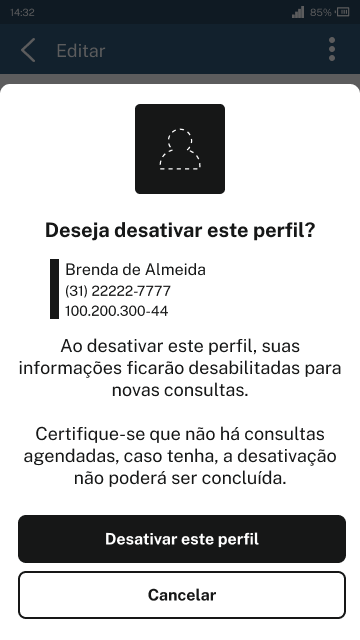 14:32
85%
Editar
Deseja desativar este perfil?
Brenda de Almeida
(31) 22222-7777
100.200.300-44
Ao desativar este perfil, suas
informações ficarão desabilitadas para
novas consultas.
Certifique-se que não há consultas
agendadas, caso tenha, a desativação
não poderá ser concluída.
Desativar este perfil
Cancelar